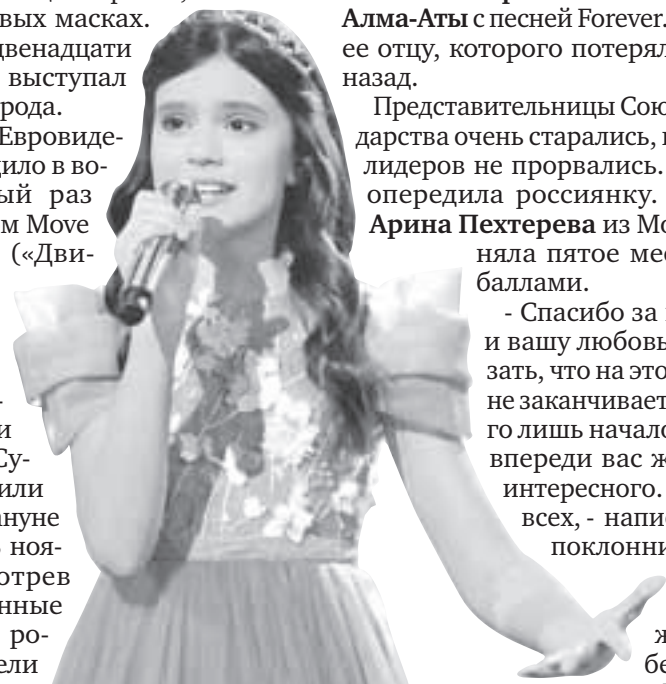 вых масках.
двенадцати
выступал
рода.
Евровиде-
дило в во-
ый раз
м Move
(«Дви-
-
и
Су-
или
нуне
ноя-
отрев
нные
ро-
ели
Алма-Аты с песней Forever.
ее отцу, которого потерял
назад.
Представительницы Сою
дарства очень старались,
лидеров не прорвались.
опередила россиянку.
Арина Пехтерева из Мо
няла пятое мес
баллами.
- Спасибо за
и вашу любовь
зать, что на это
не заканчивает
го лишь начало
впереди вас ж
интересного.
всех, - напис
поклонни
ж
бе